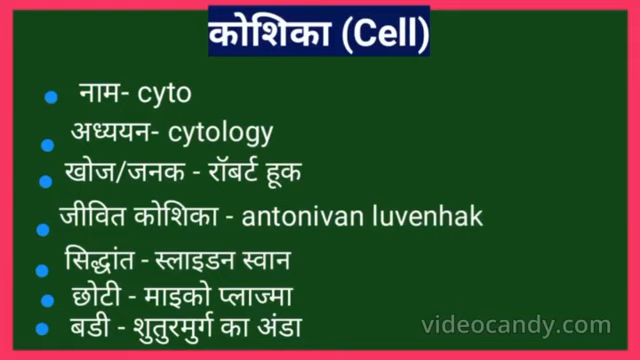 कोशिका (Cell)
नाम- cyto
अध्ययन- cytology
खोज/जनक - रॉबर्ट हूक
जीवित कोशिका - antonivan luvenhak
सिद्धांत - स्लाइडन स्वान
छोटी - माइको प्लाज्मा
बडी - शुतुरमुर्ग का अंडा
videocandy.com